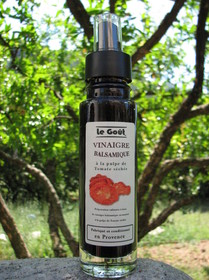 Le Goût
VINAIGRE
BALSAMIQUE
à la pulpe de
Tomate séchée
Fabriqué et conditionné
en Provence